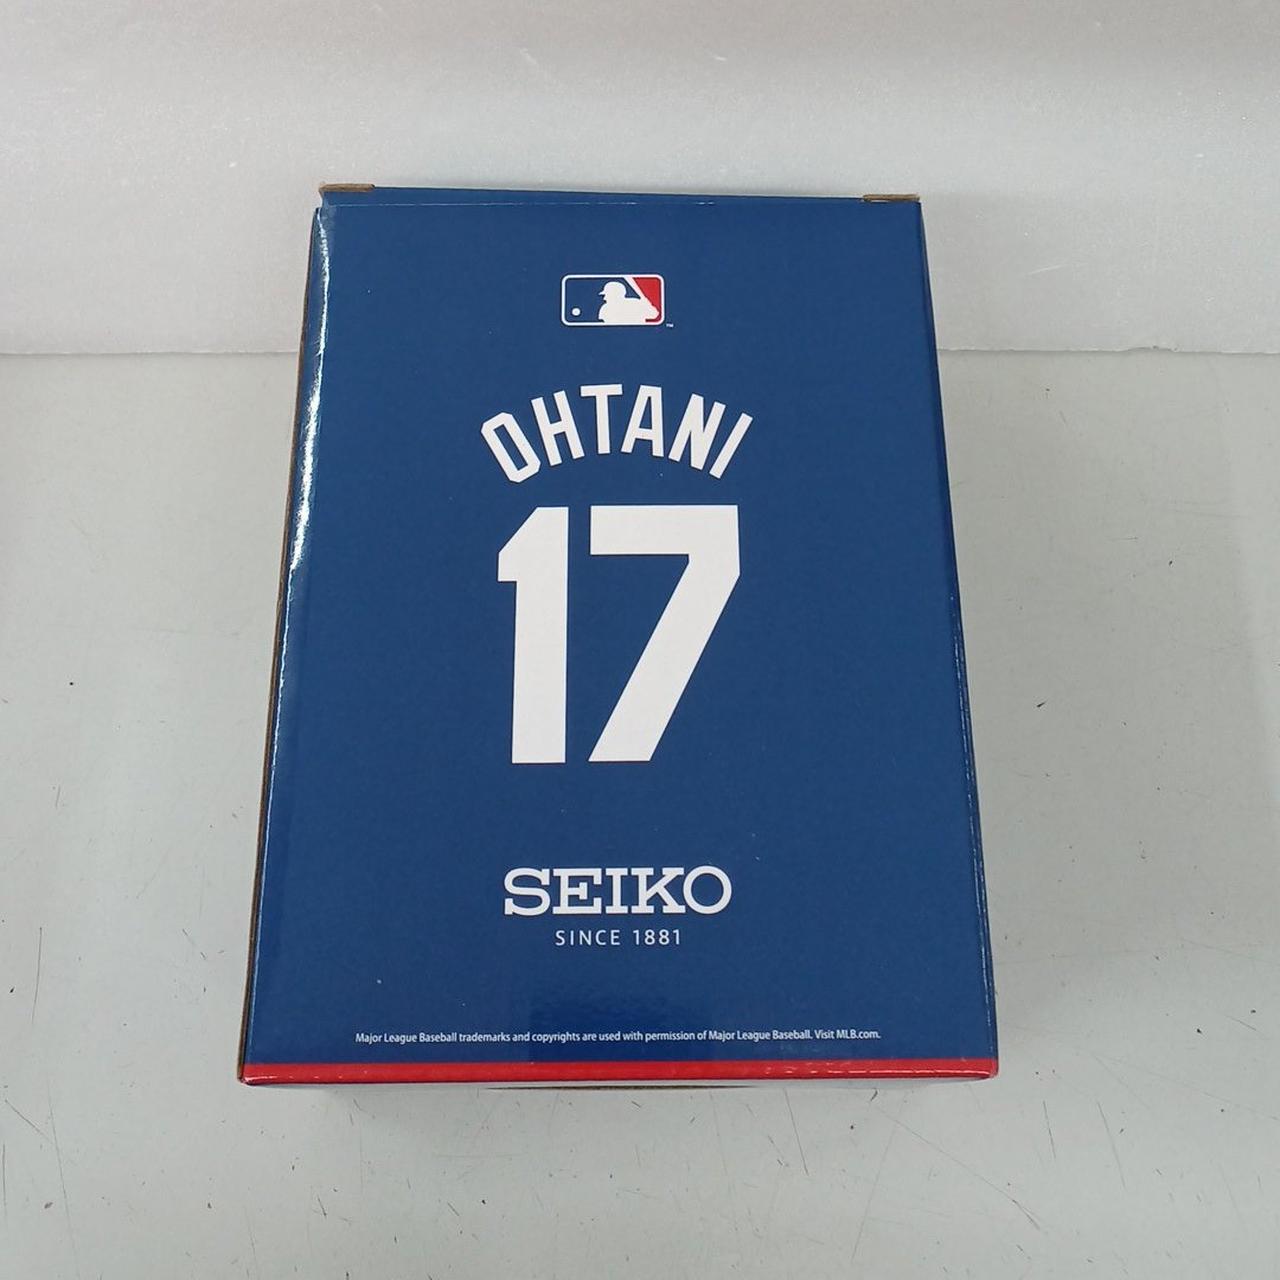 OHTANI
17
SEIKO
SINCE 1881
Major League Baseball trademarks and copyrights are used with permission of Major League Baseball. Visit MLB.com.